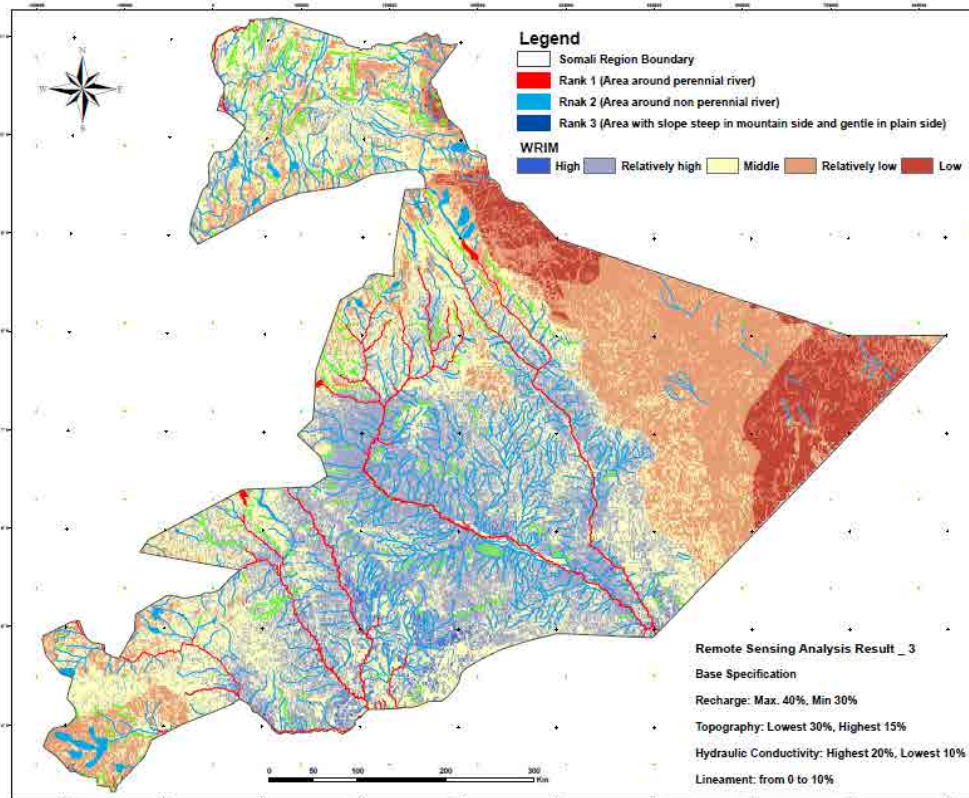 N
W E
S
Legend
Somali Region Boundary
Rank 1 (Area around perennial river)
Rnak 2 (Area around non perennial river)
Rank 3 (Area with slope steep in mountain side and gentle in plain side)
WRIM
High Relatively high Middle Relatively low Low
Remote Sensing Analysis Result _ 3
Base Specification
Recharge: Max. 40%, Min 30%
Topography: Lowest 30%, Highest 15%
Hydraulic Conductivity: Highest 20%, Lowest 10%
Lineament: from 0 to 10%
0 50 100 200 300
Km